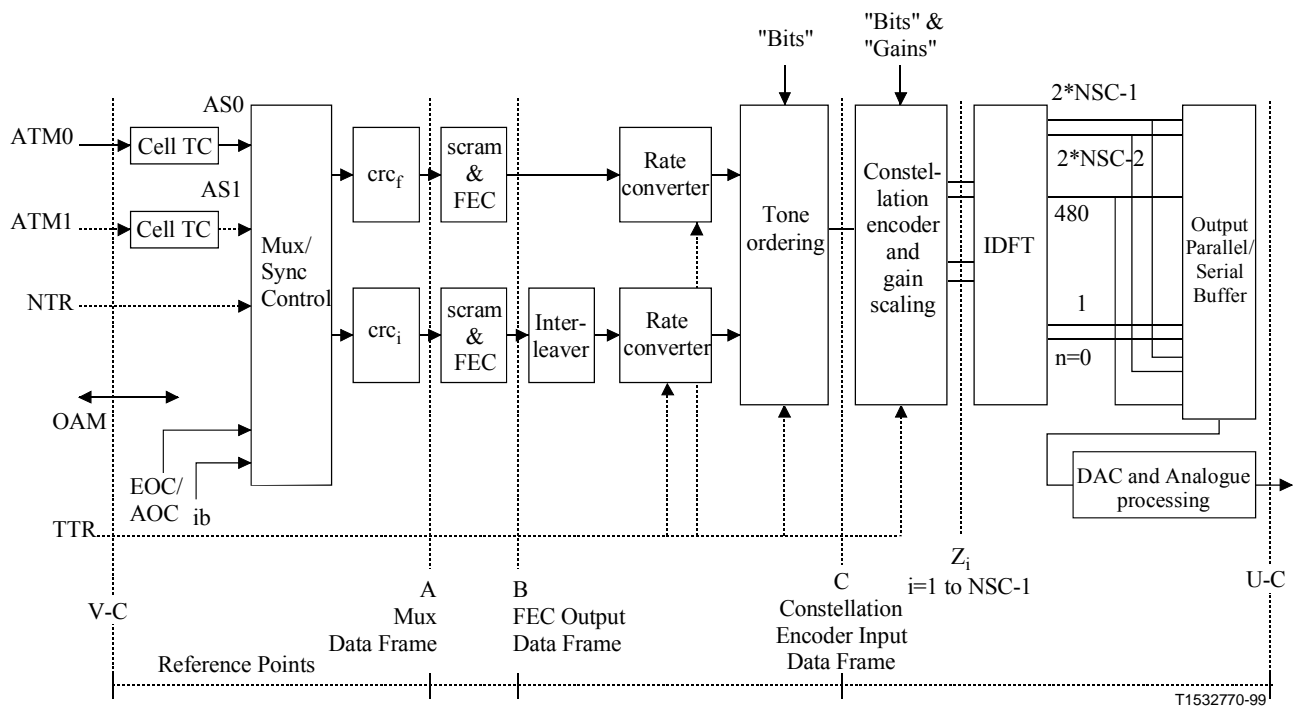 "Bits"
"Bits" &
"Gains"
2*NSC-1
AS0
ATM0
Cell TC
crcf
scram
&
FEC
Rate
converter
2*NSC-2
AS1
ATM1
Cell TC
Mux/
Sync
Control
Tone
ordering
Constel-
lation
encoder
and
gain
scaling
IDFT
480
Output
Parallel/
Serial
Buffer
NTR
crci
scram
&
FEC
Inter-
leaver
Rate
converter
1
n=0
OAM
EOC/
AOC
ib
DAC and Analogue
processing
TTR
V-C
A
Mux
Data Frame
B
FEC Output
Data Frame
C
Constellation
Encoder Input
Data Frame
Zi
i=1 to NSC-1
U-C
Reference Points
T1532770-99